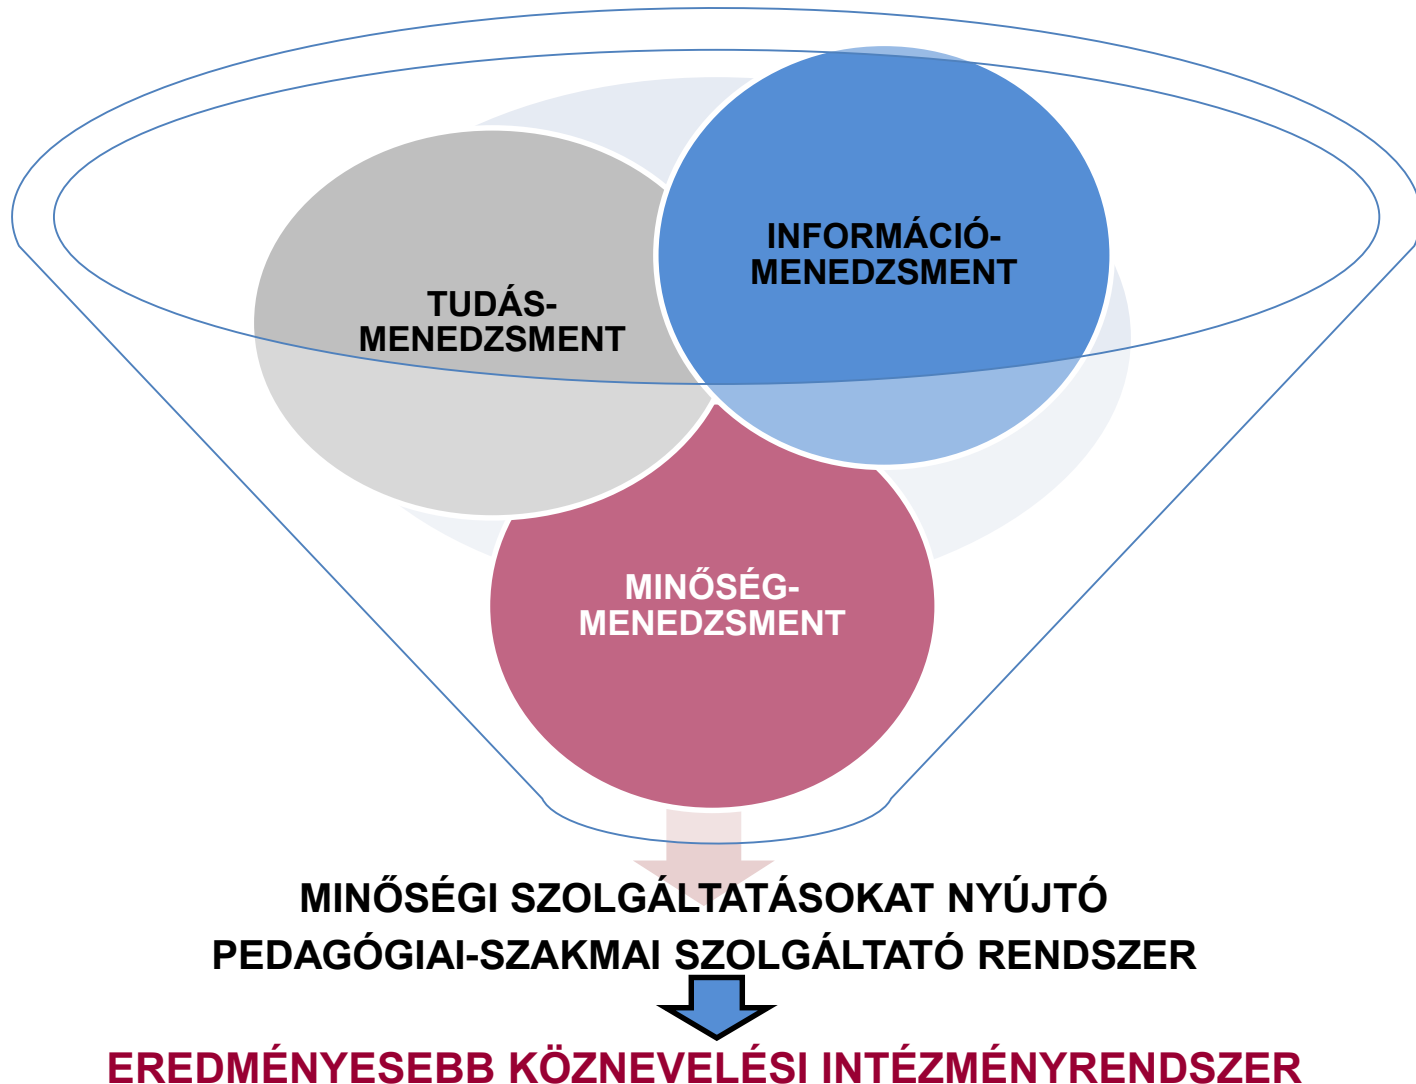 INFORMÁCIÓ-
MENEDZSMENT
TUDÁS-
MENEDZSMENT
MINŐSÉG-
MENEDZSMENT
MINŐSÉGI SZOLGÁLTATÁSOKAT NYÚJTÓ
PEDAGÓGIAI-SZAKMAI SZOLGÁLTATÓ RENDSZER
EREDMÉNYESEBB KÖZNEVELÉSI INTÉZMÉNYRENDSZER